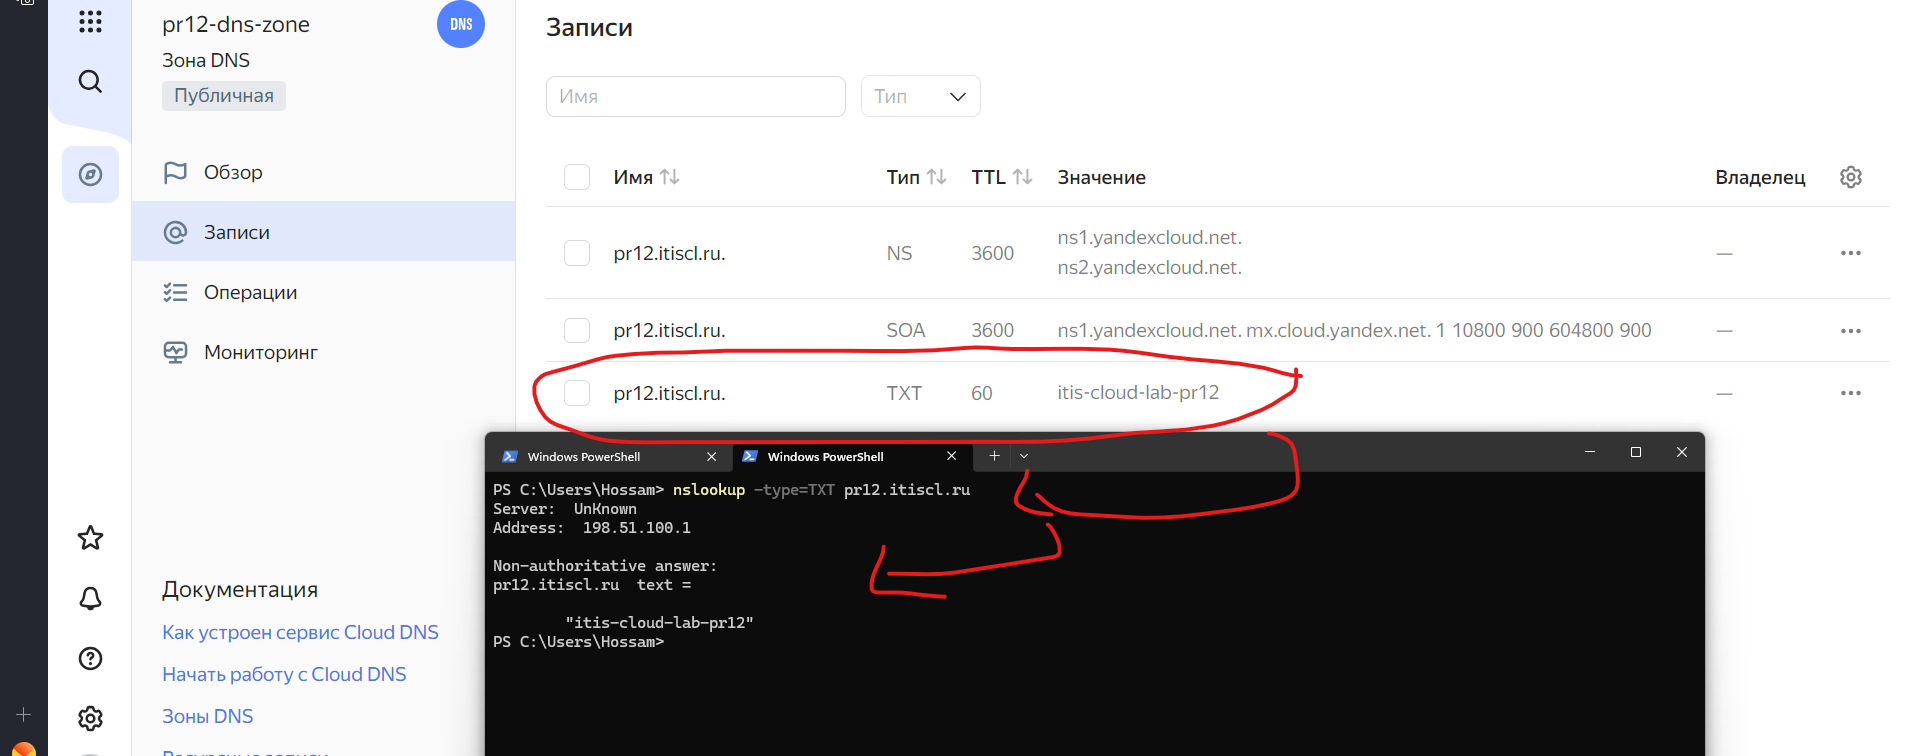 pr12-dns-zone
DNS
Зона DNS
Публичная
Обзор
Записи
Операции
Мониторинг
Документация
Как устроен сервис Cloud DNS
Начать работу с Cloud DNS
Зоны DNS
Записи
Имя
Тип
Имя Тип TTL Значение Владелец
pr12.itiscl.ru. NS 3600 ns1.yandexcloud.net. —
ns2.yandexcloud.net.
pr12.itiscl.ru. SOA 3600 ns1.yandexcloud.net. mx.cloud.yandex.net. 1 10800 900 604800 900 —
pr12.itiscl.ru. TXT 60 itis-cloud-lab-pr12 —
Windows PowerShell Windows PowerShell
PS C:\Users\Hossam> nslookup -type=TXT pr12.itiscl.ru
Server: UnKnown
Address: 198.51.100.1
Non-authoritative answer:
pr12.itiscl.ru text =
"itis-cloud-lab-pr12"
PS C:\Users\Hossam>